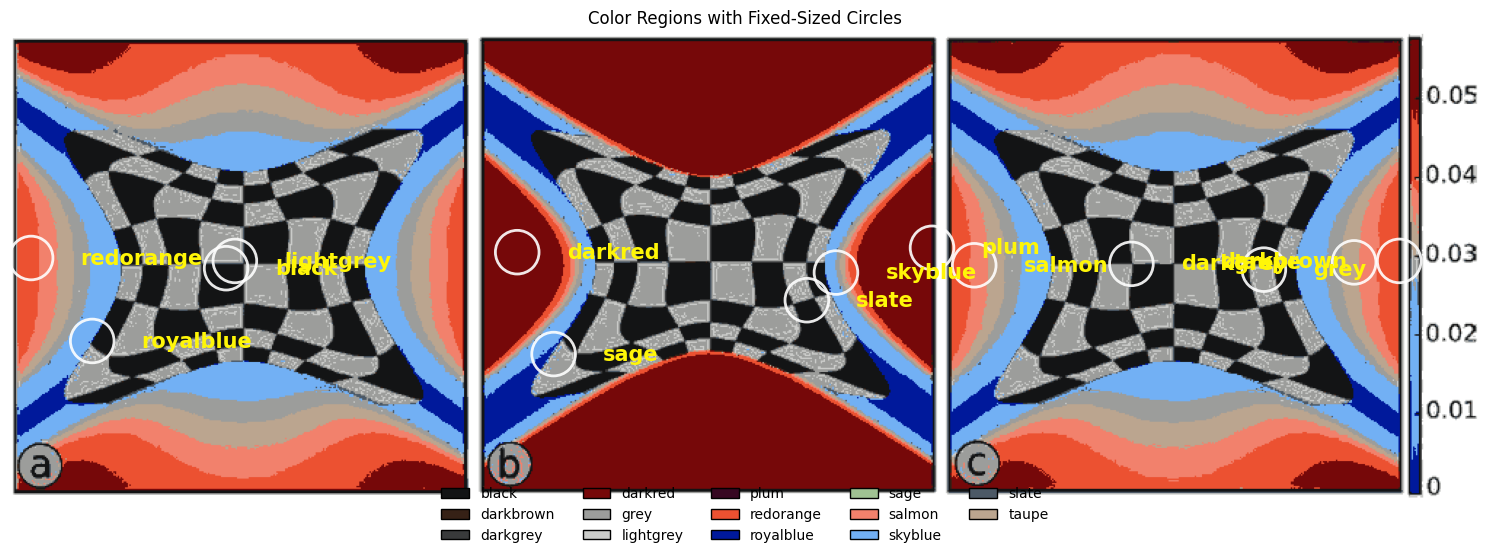 Color Regions with Fixed-Sized Circles
0.05
0.04
0.03
0.02
0.01
0
redorange
lightgrey
black
royalblue
darkred
skyblue
slate
sage
plum
salmon
darkgrey
darkbrown
grey
a
b
c
black
darkred
plum
sage
slate
darkbrown
grey
redorange
salmon
taupe
darkgrey
lightgrey
royalblue
skyblue